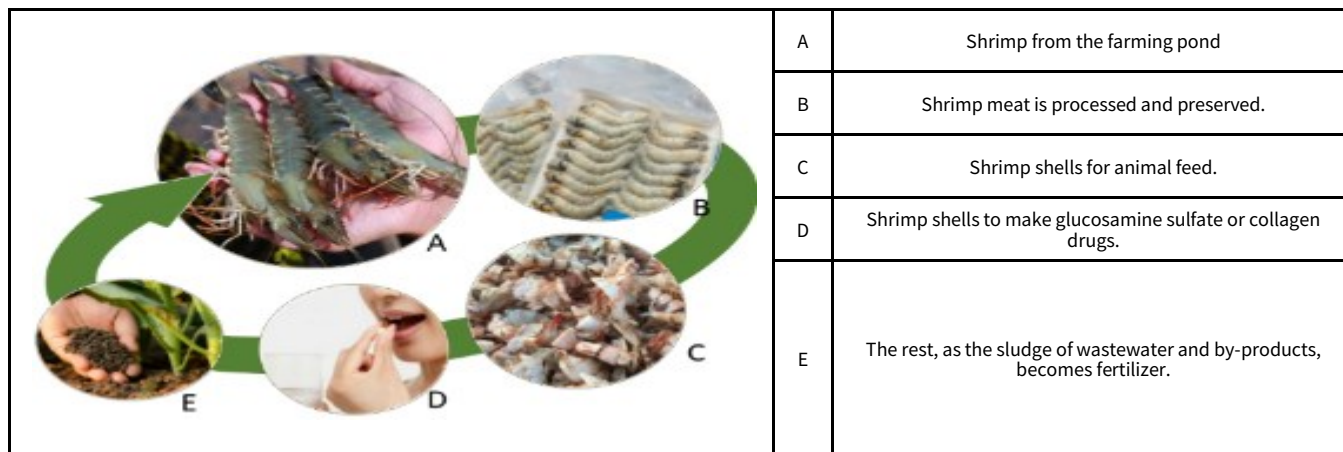 A
B
C
D
E
A
Shrimp from the farming pond
B
Shrimp meat is processed and preserved.
C
Shrimp shells for animal feed.
D
Shrimp shells to make glucosamine sulfate or collagen
drugs.
E
The rest, as the sludge of wastewater and by-products,
becomes fertilizer.